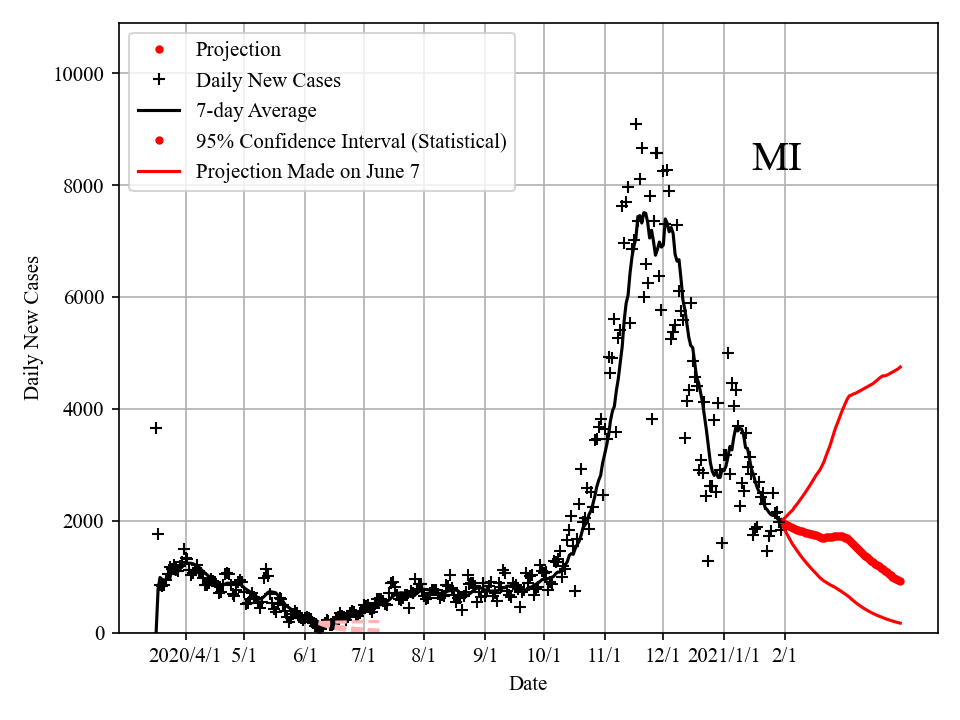 10000
8000
6000
4000
2000
0
Daily New Cases
Projection
Daily New Cases
7-day Average
95% Confidence Interval (Statistical)
Projection Made on June 7
MI
2020/4/1 5/1 6/1 7/1 8/1 9/1 10/1 11/1 12/1 2021/1/1 2/1
Date